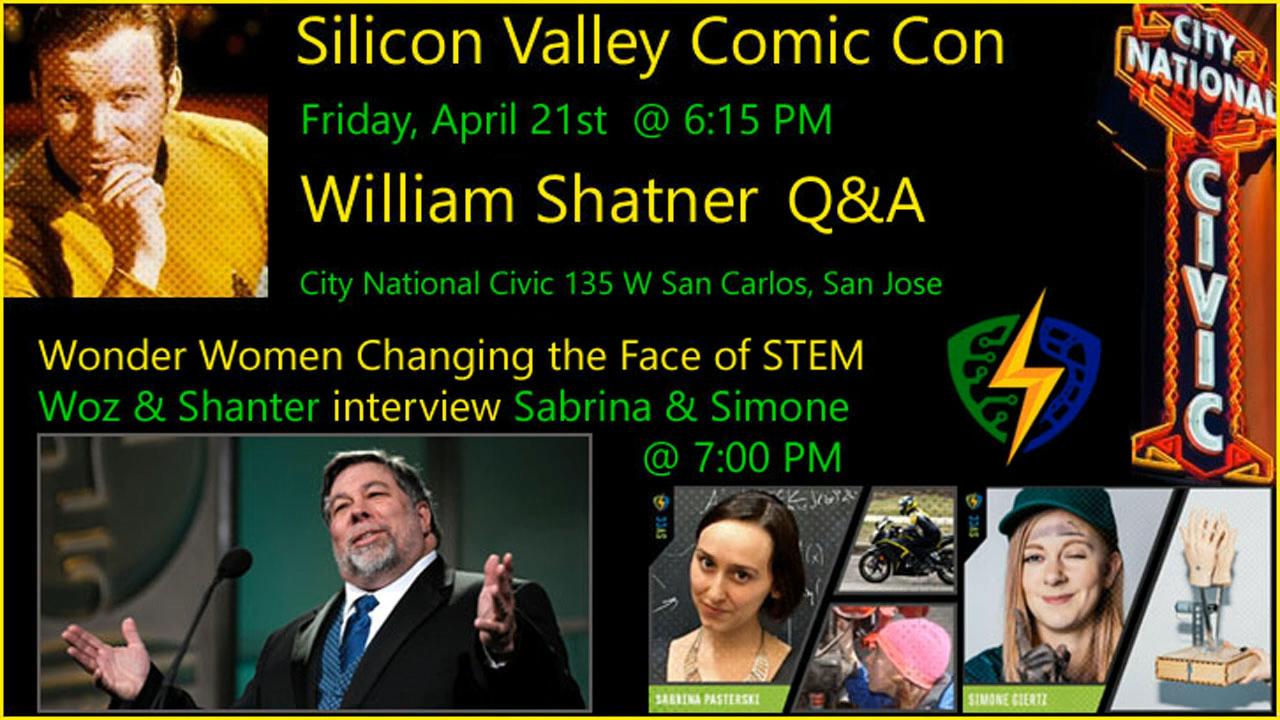 Silicon Valley Comic Con
Friday, April 21st @ 6:15 PM
William Shatner Q&A
City National Civic 135 W San Carlos, San Jose
CITY
NATIONAL
CIVIC
Wonder Women Changing the Face of STEM
Woz & Shanter interview Sabrina & Simone
@ 7:00 PM
SVCC
SABRINA PASTERSKI
SVCC
SIMONE GIERTZ